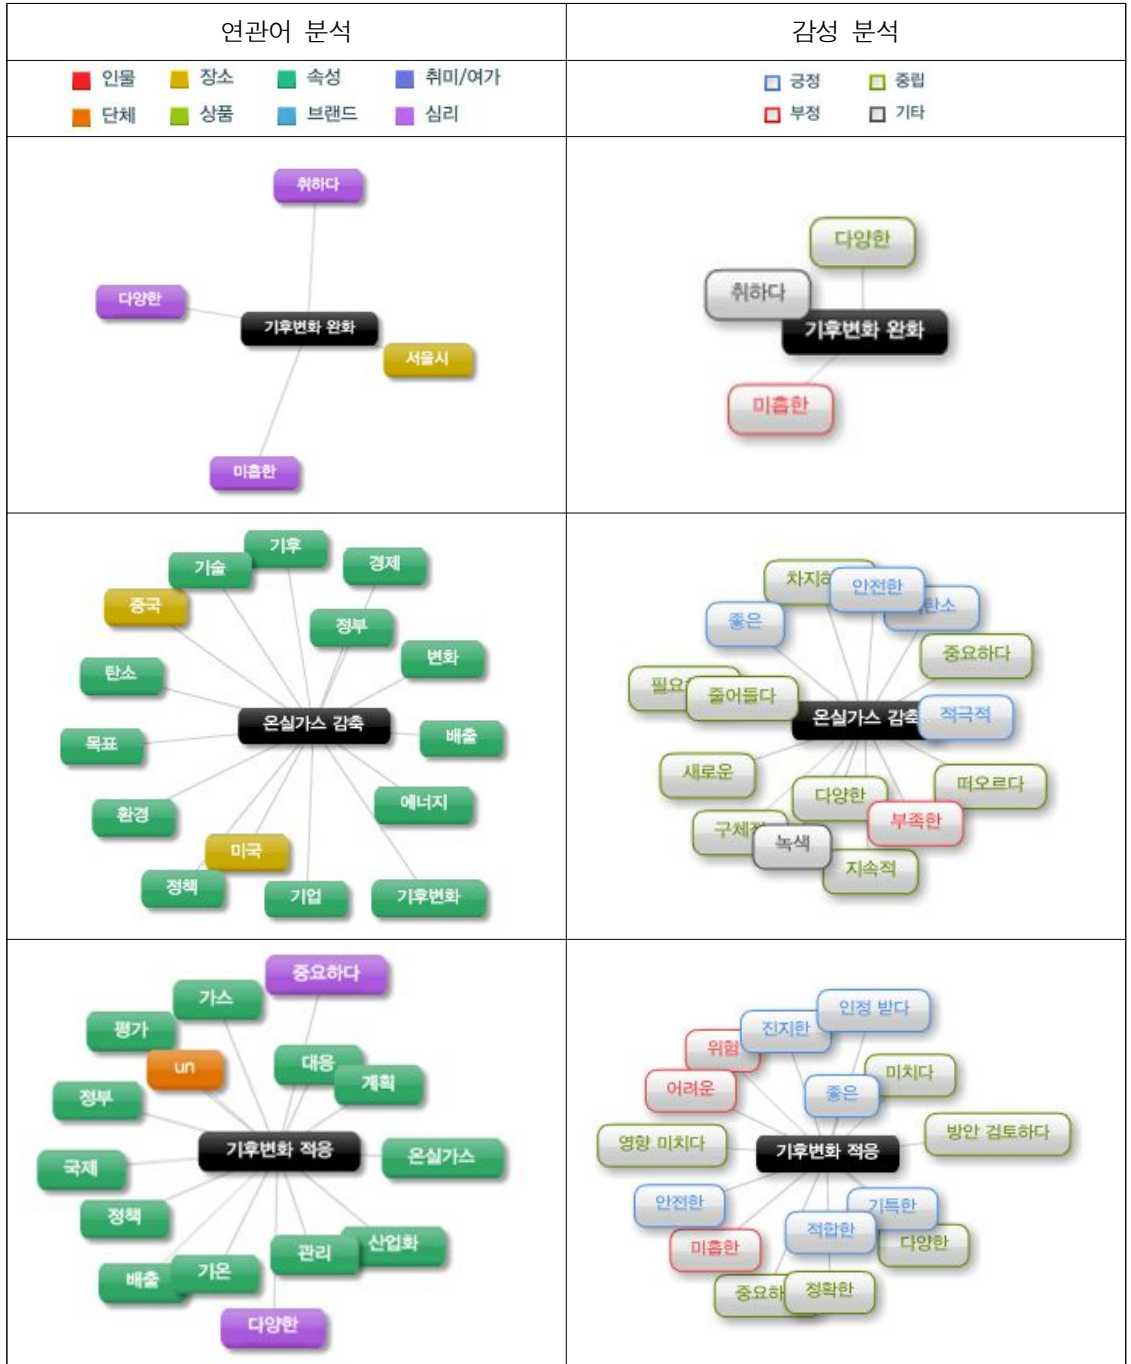 연관어 분석
감성 분석
인물 장소 속성 취미/여가
단체 상품 브랜드 심리
긍정 중립
부정 기타
취하다
다양한
기후변화 완화
서울시
미흡한
다양한
취하다
기후변화 완화
미흡한
기후
기술
경제
중국
정부
변화
탄소
온실가스 감축
목표
배출
환경
에너지
미국
정책
기업
기후변화
안전한
좋은
탄소
중요하다
줄어들다
온실가스 감축
적극적
새로운
떠오르다
다양한
부족한
녹색
지속적
중요하다
가스
평가
un
대응
계획
정부
기후변화 적응
온실가스
국제
정책
산업화
관리
배출
기온
다양한
인정 받다
진지한
위험
미치다
어려운
좋은
방안 검토하다
영향 미치다
기후변화 적응
안전한
기특한
적합한
미흡한
다양한
중요하
정확한